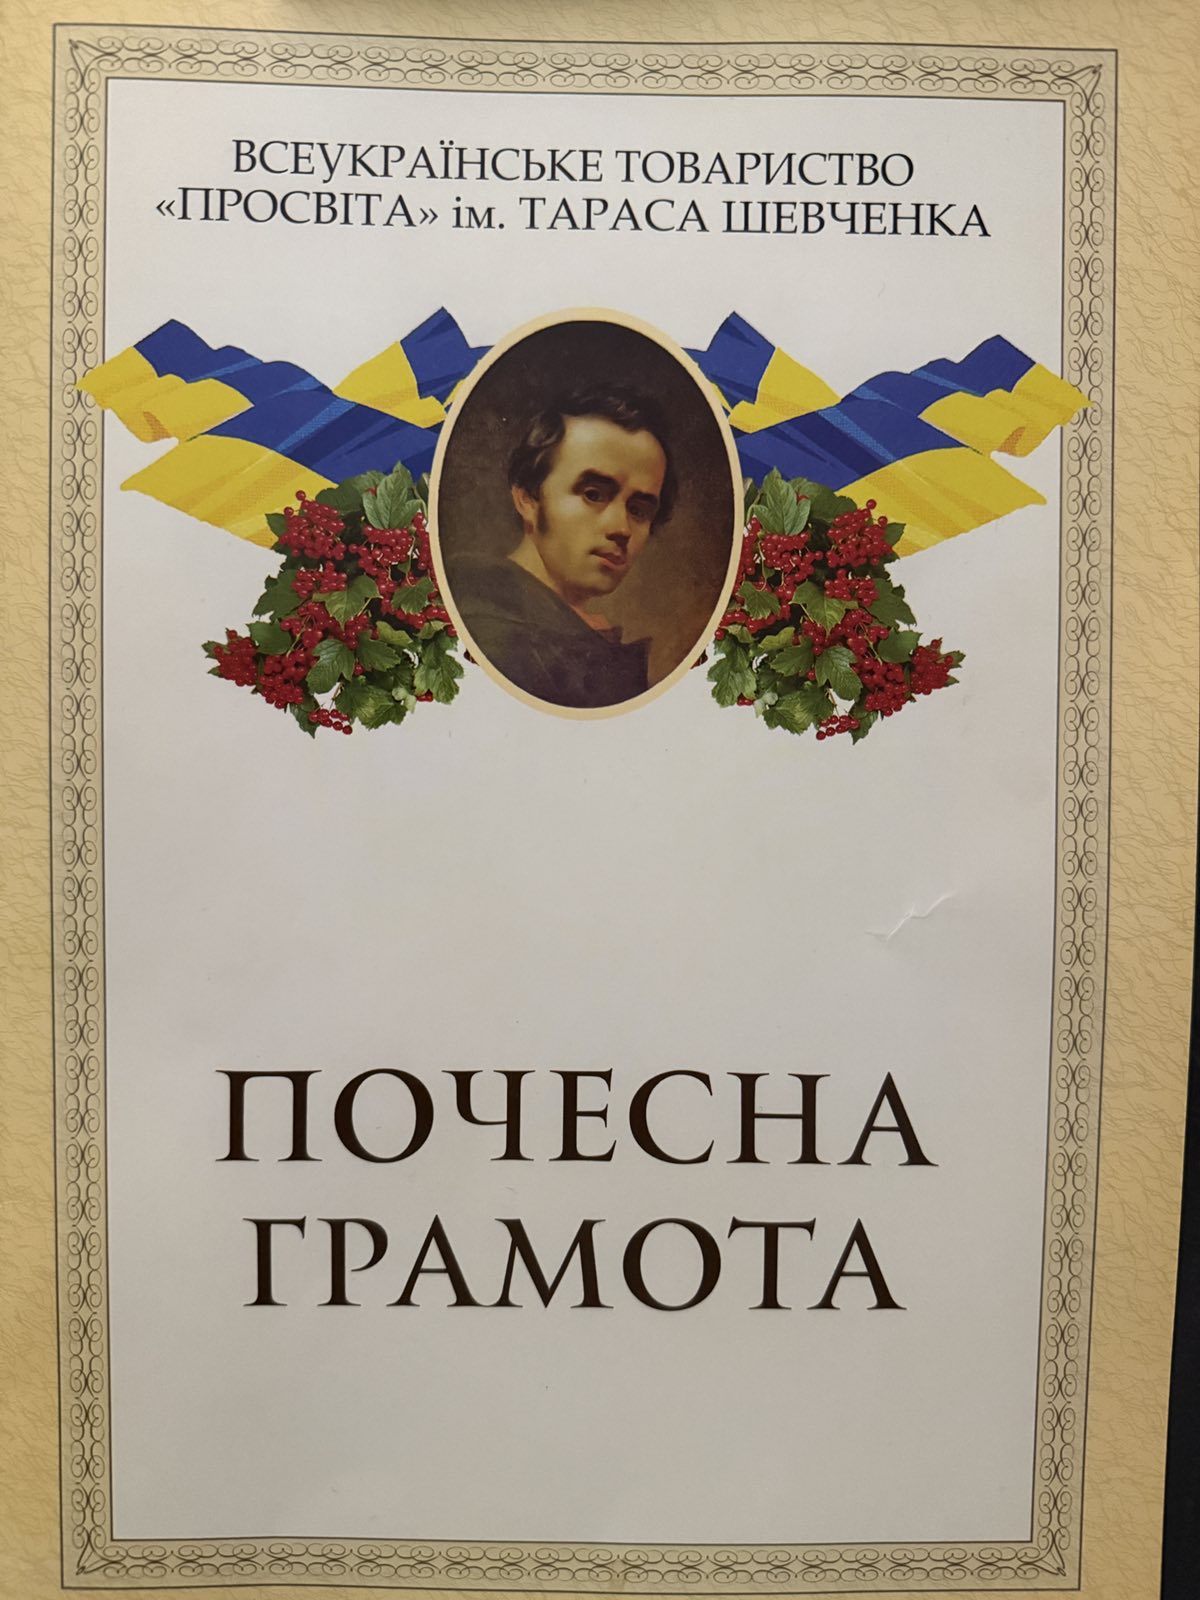 ВСЕУКРАЇНСЬКЕ ТОВАРИСТВО
«ПРОСВІТА» ім. ТАРАСА ШЕВЧЕНКА
ПОЧЕСНА
ГРАМОТА